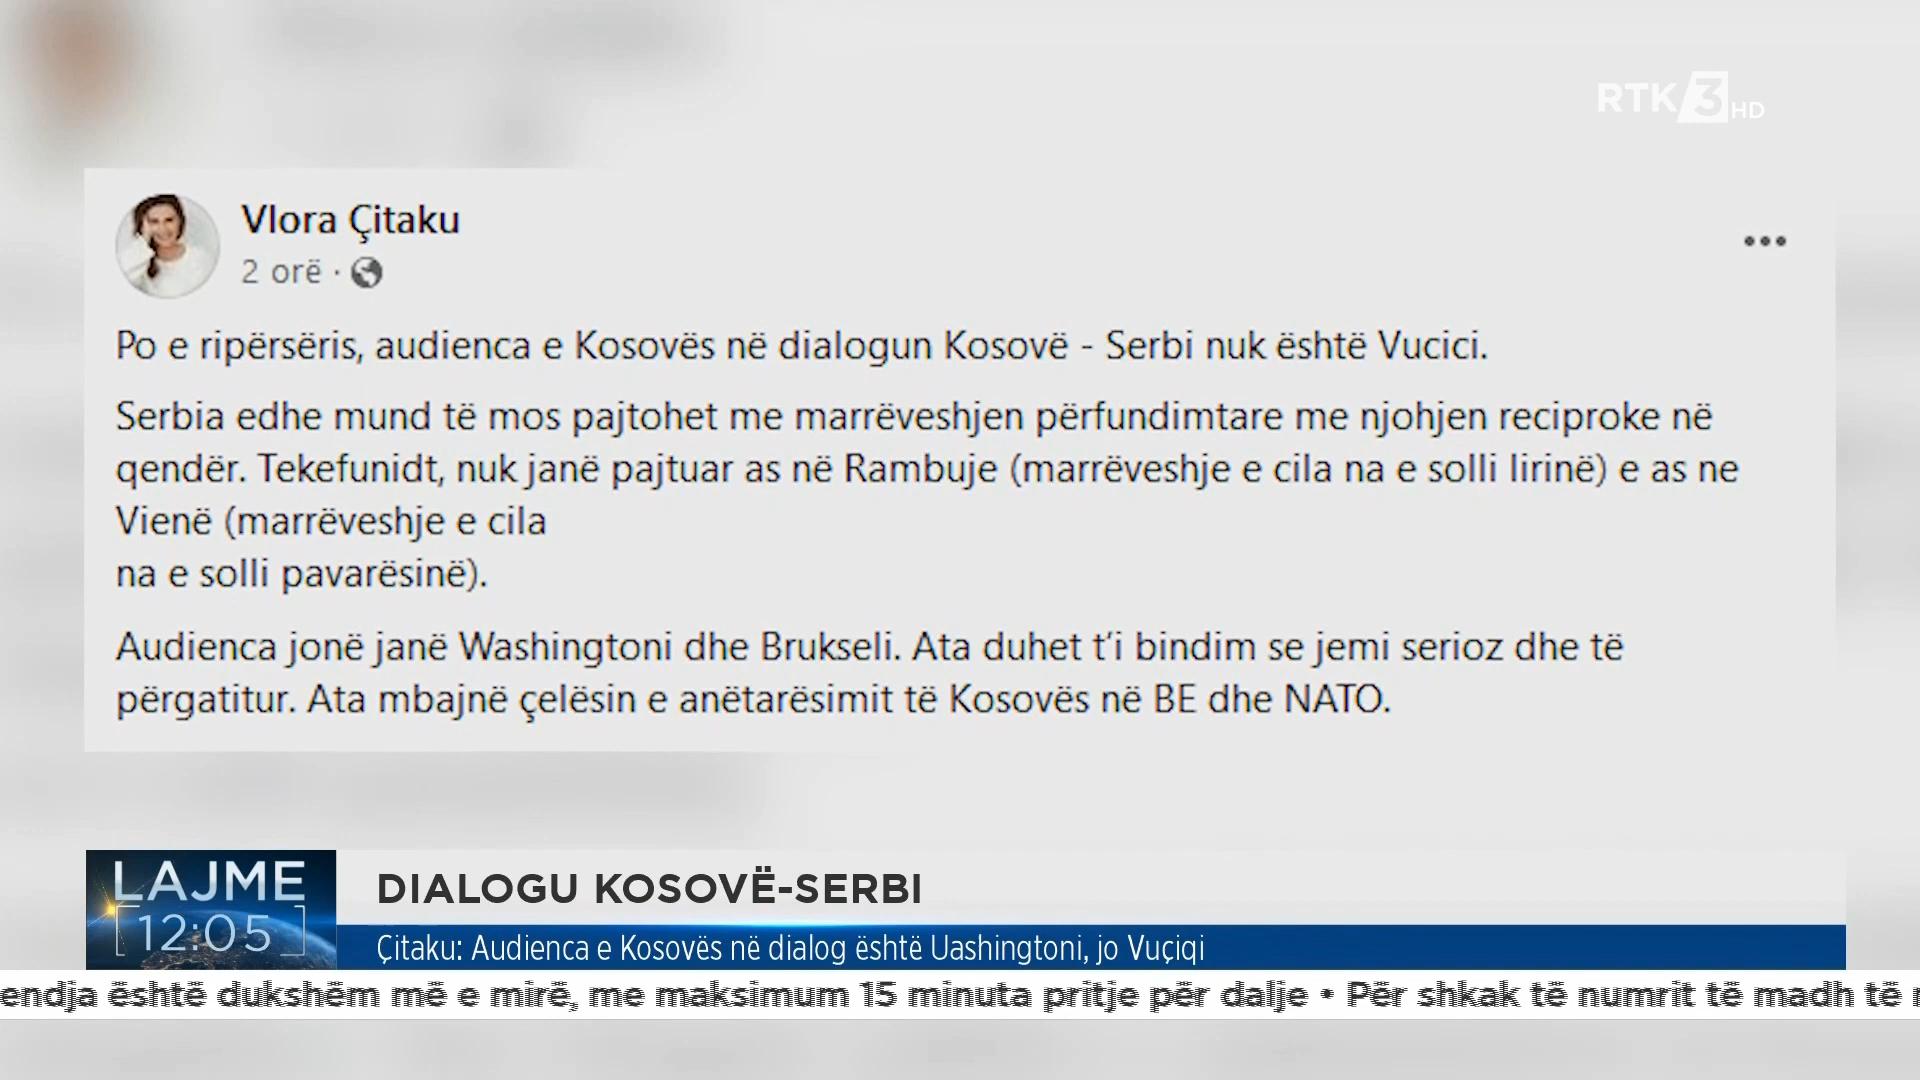 RTK 3 HD
Vlora Çitaku
2 orë ·
Po e ripërsëris, audienca e Kosovës në dialogun Kosovë - Serbi nuk është Vucici.
Serbia edhe mund të mos pajtohet me marrëveshjen përfundimtare me njohjen reciproke në
qendër. Tekefunidt, nuk janë pajtuar as në Rambuje (marrëveshje e cila na e solli lirinë) e as ne
Vienë (marrëveshje e cila
na e solli pavarësinë).
Audienca jonë janë Washingtoni dhe Brukseli. Ata duhet t'i bindim se jemi serioz dhe të
përgatitur. Ata mbajnë çelësin e anëtarësimit të Kosovës në BE dhe NATO.
LAJME
12:05
DIALOGU KOSOVË-SERBI
Çitaku: Audienca e Kosovës në dialog është Uashingtoni, jo Vuçiqi
është dukshëm më e mirë, me maksimum 15 minuta pritje për dalje • Për shkak të numrit të madh të